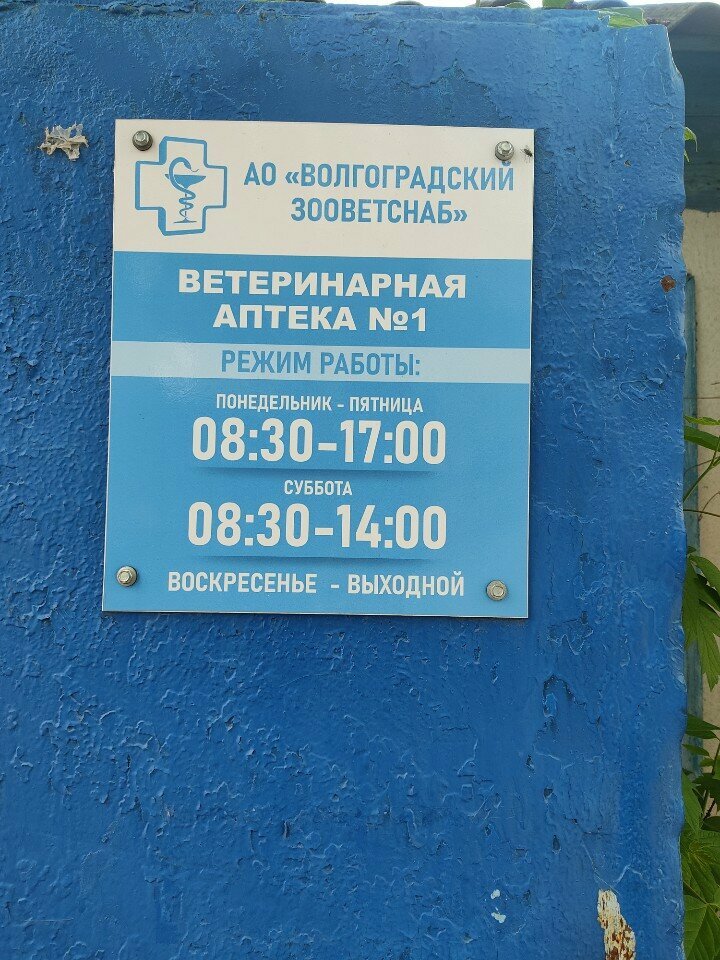 АО «ВОЛГОГРАДСКИЙ
ЗООВЕТСНАБ»
ВЕТЕРИНАРНАЯ
АПТЕКА №1
РЕЖИМ РАБОТЫ:
ПОНЕДЕЛЬНИК - ПЯТНИЦА
08:30-17:00
СУББОТА
08:30-14:00
ВОСКРЕСЕНЬЕ - ВЫХОДНОЙ